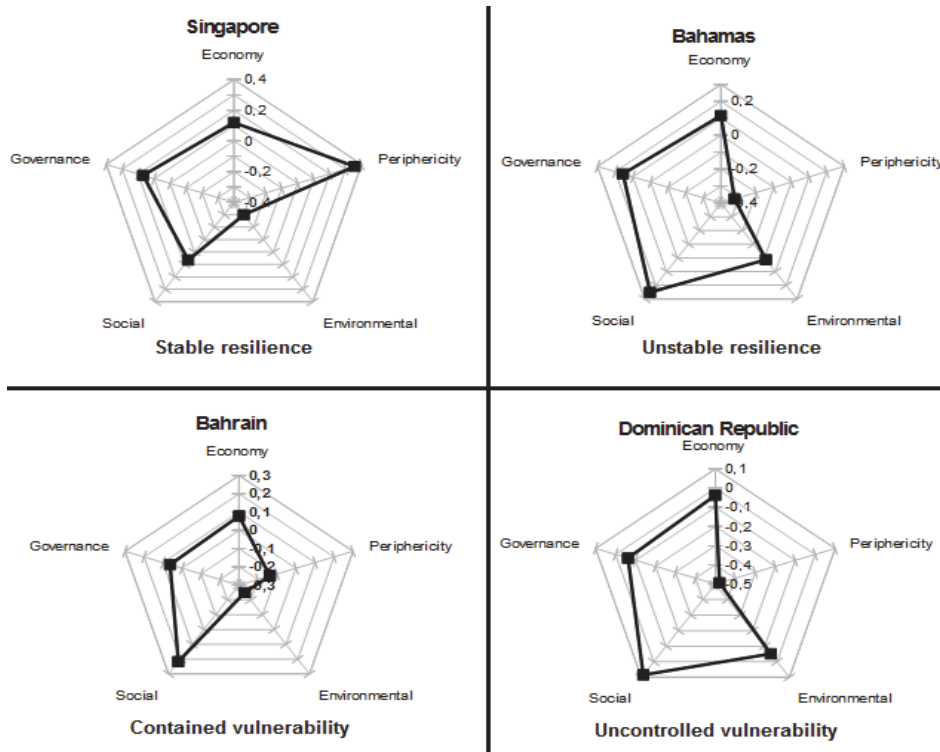 Singapore
Economy
0,4
0,2
0
-0,2
-0,4
Governance
Periphericity
Social
Environmental
Stable resilience
Bahamas
Economy
0,2
0
-0,2
-0,4
Governance
Periphericity
Social
Environmental
Unstable resilience
Bahrain
Economy
0,3
0,2
0,1
0
-0,1
-0,2
-0,3
Governance
Periphericity
Social
Environmental
Contained vulnerability
Dominican Republic
Economy
0,1
0
-0,1
-0,2
-0,3
-0,4
-0,5
Governance
Periphericity
Social
Environmental
Uncontrolled vulnerability